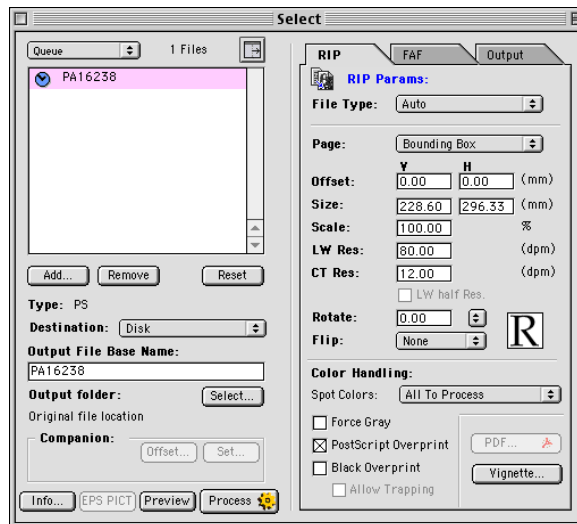 Select
Queue 1 Files
PA16238
Add... Remove Reset
Type: PS
Destination: Disk
Output File Base Name:
PA16238
Output folder: Select...
Original file location
Companion:
Offset... Set...
Info... EPS PICT Preview Process
RIP FAF Output
RIP Params:
File Type: Auto
Page: Bounding Box
V H
Offset: 0.00 0.00 (mm)
Size: 228.60 296.33 (mm)
Scale: 100.00 %
LW Res: 80.00 (dpm)
CT Res: 12.00 (dpm)
LW half Res.
Rotate: 0.00
Flip: None
R
Color Handling:
Spot Colors: All To Process
Force Gray
PostScript Overprint
Black Overprint
Allow Trapping
PDF...
Vignette...